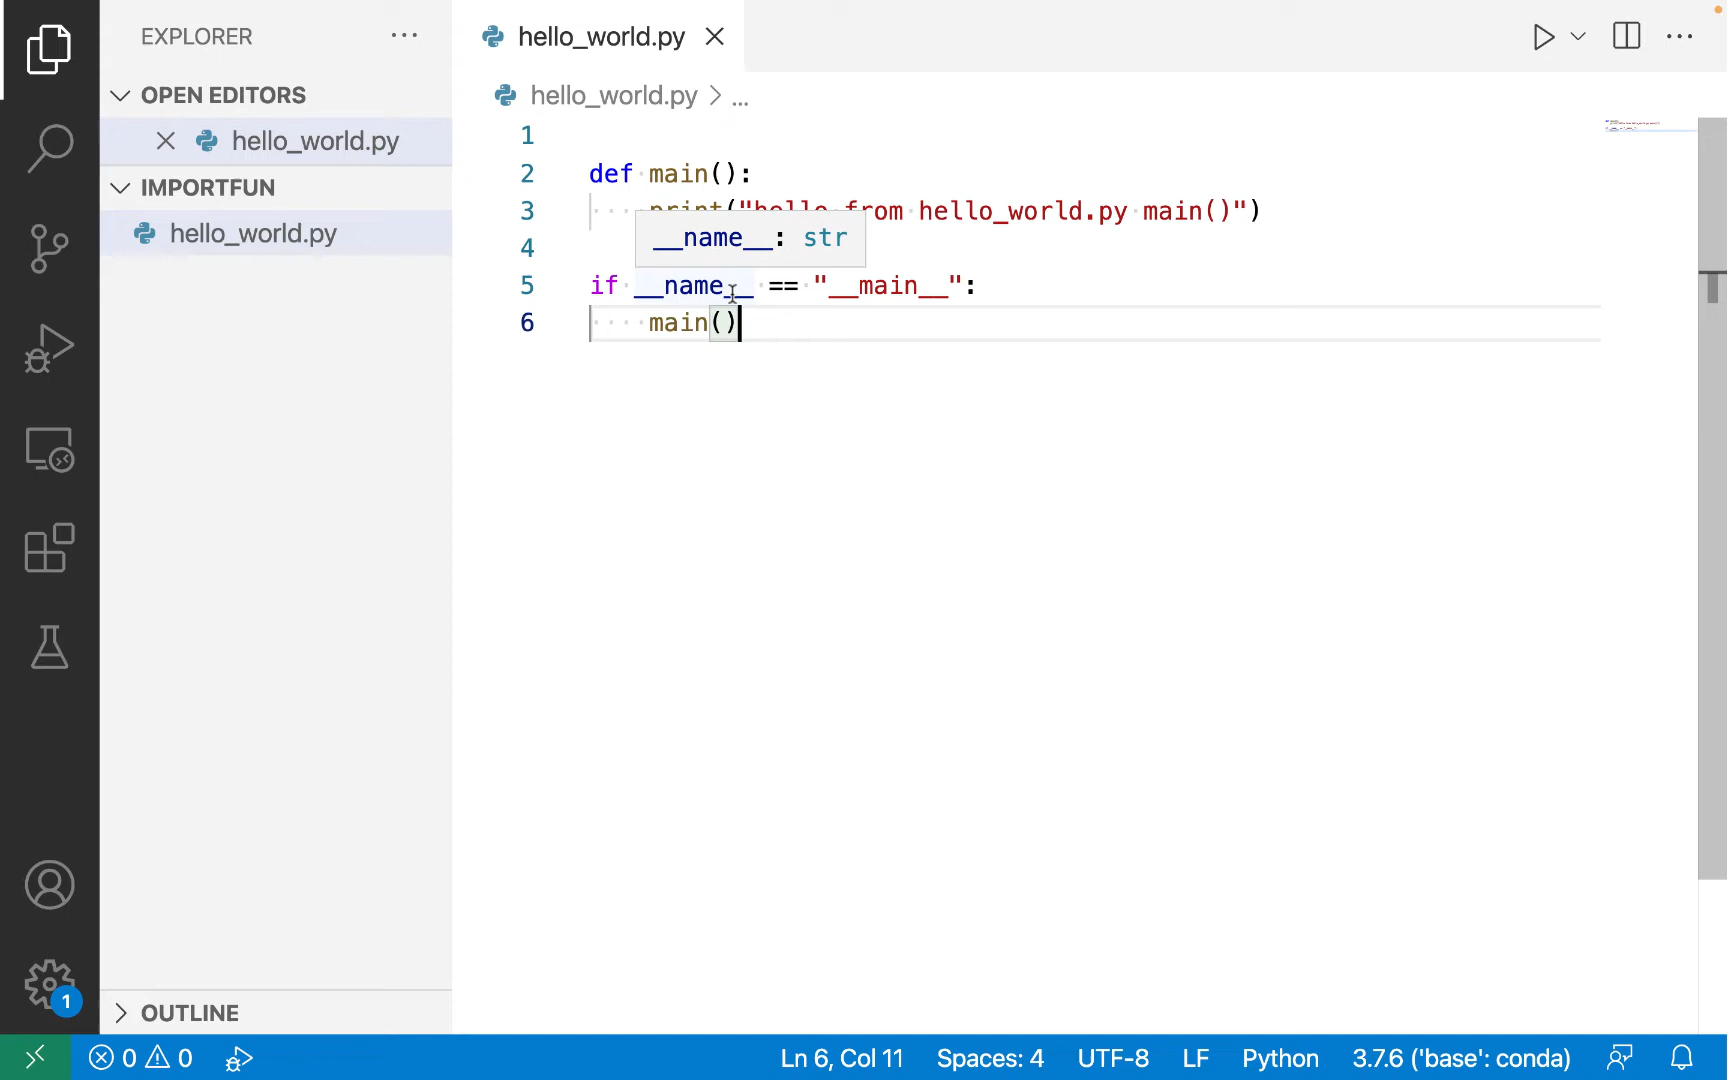 EXPLORER
OPEN EDITORS
hello_world.py
IMPORTFUN
hello_world.py
OUTLINE
hello_world.py
hello_world.py > ...
1
2 def main():
3 print("hello from hello_world.py main()")
__name__: str
4
5 if __name__ == "__main__":
6 main()
1
0 0
Ln 6, Col 11 Spaces: 4 UTF-8 LF Python 3.7.6 ('base': conda)